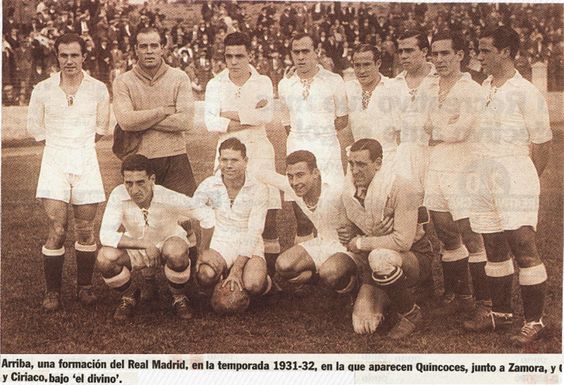 Arriba, una formación del Real Madrid, en la temporada 1931-32, en la que aparecen Quincoces, junto a Zamora, y
y Ciriaco, bajo 'el divino'.